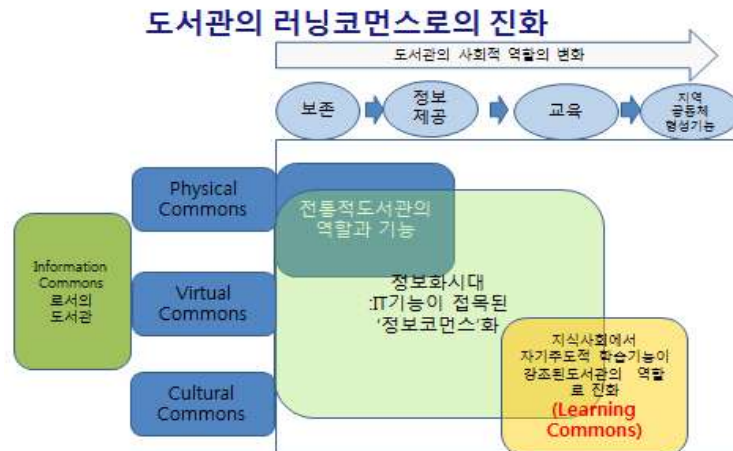 도서관의 러닝코먼스로의 진화
도서관의 사회적 역할의 변화
보존
정보
제공
교육
지역
공동체
형성기능
Physical
Commons
전통적도서관의
역할과 기능
Information
Commons
로서의
도서관
Virtual
Commons
정보화시대
:IT기능이 접목된
'정보코먼스'화
지식사회에서
자기주도적 학습기능이
강조된도서관의 역할
로 진화
(Learning
Commons)
Cultural
Commons